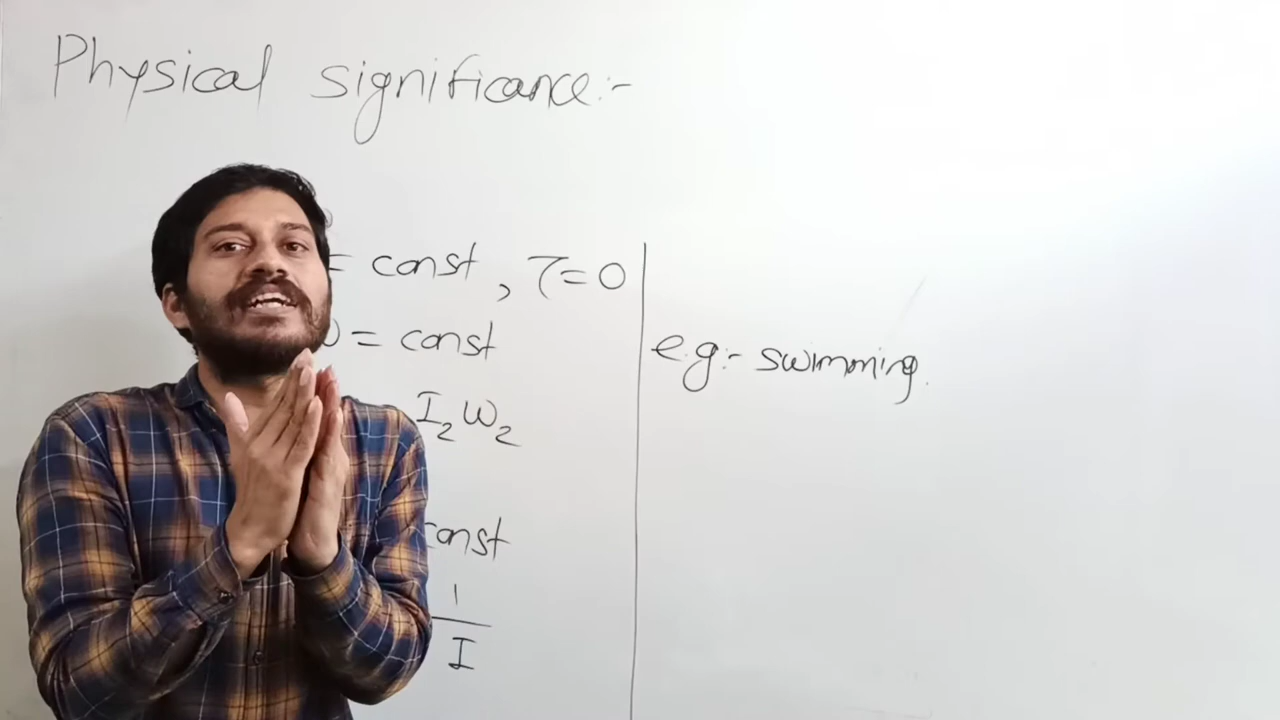 Physical significance:-
= const, τ=0
ω = const
I₂ω₂
const
1
I
e.g:- swimming.